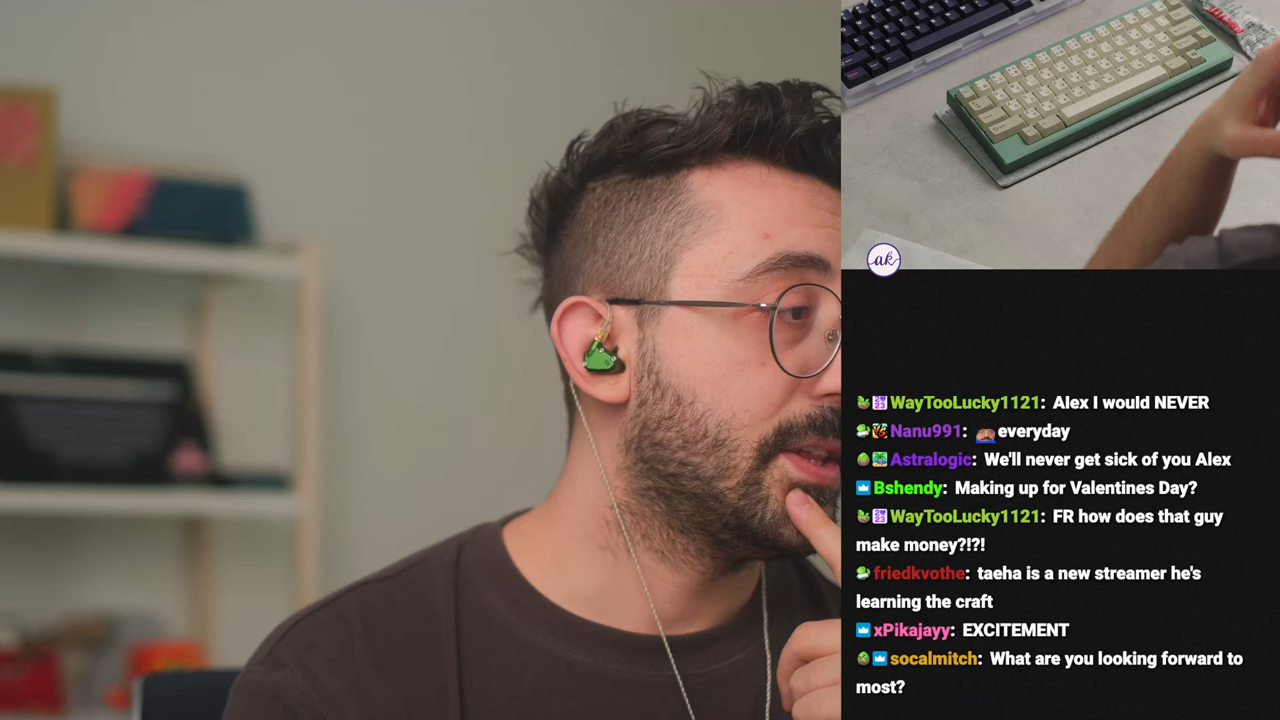 ak
WayTooLucky1121: Alex I would NEVER
Nanu991: everyday
Astralogic: We'll never get sick of you Alex
Bshendy: Making up for Valentines Day?
WayTooLucky1121: FR how does that guy
make money?!?!
friedkvothe: taeha is a new streamer he's
learning the craft
xPikajayy: EXCITEMENT
socalmitch: What are you looking forward to
most?